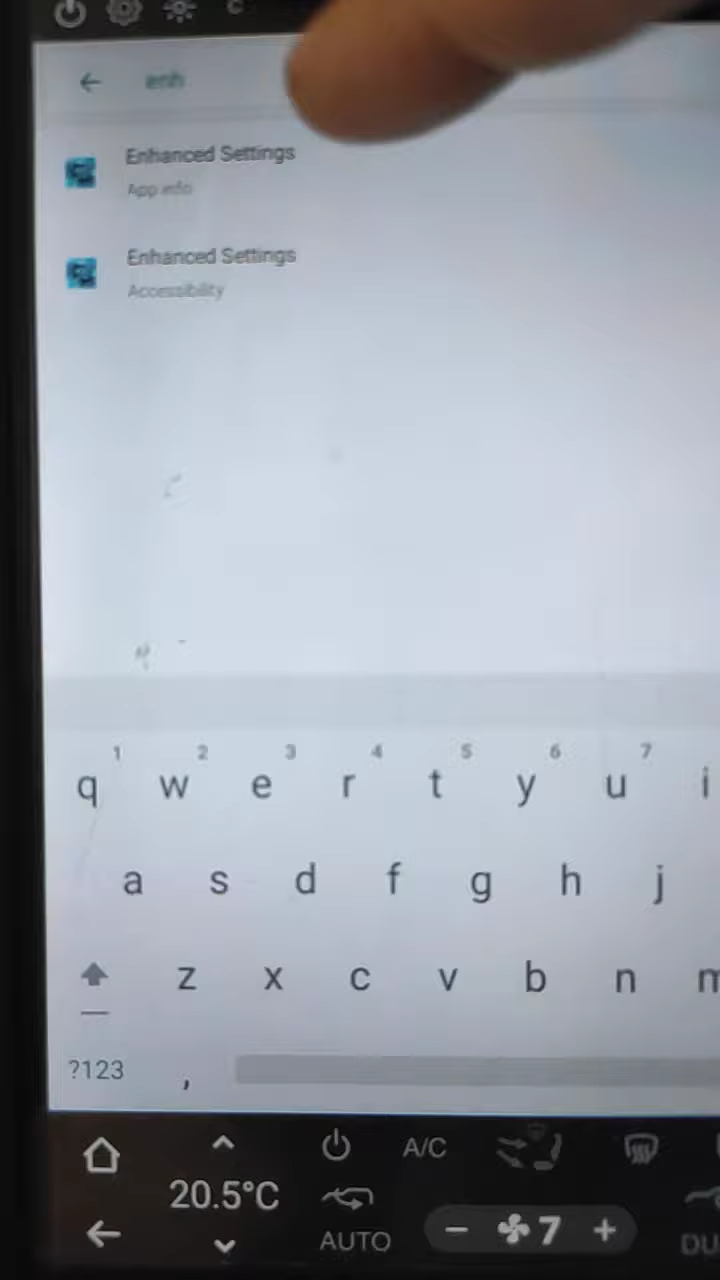 enh
Enhanced Settings
App info
Enhanced Settings
Accessibility
1 2 3 4 5 6 7
q w e r t y u i
a s d f g h j
z x c v b n m
?123 ,
A/C
20.5°C
AUTO
− 7 +
DU